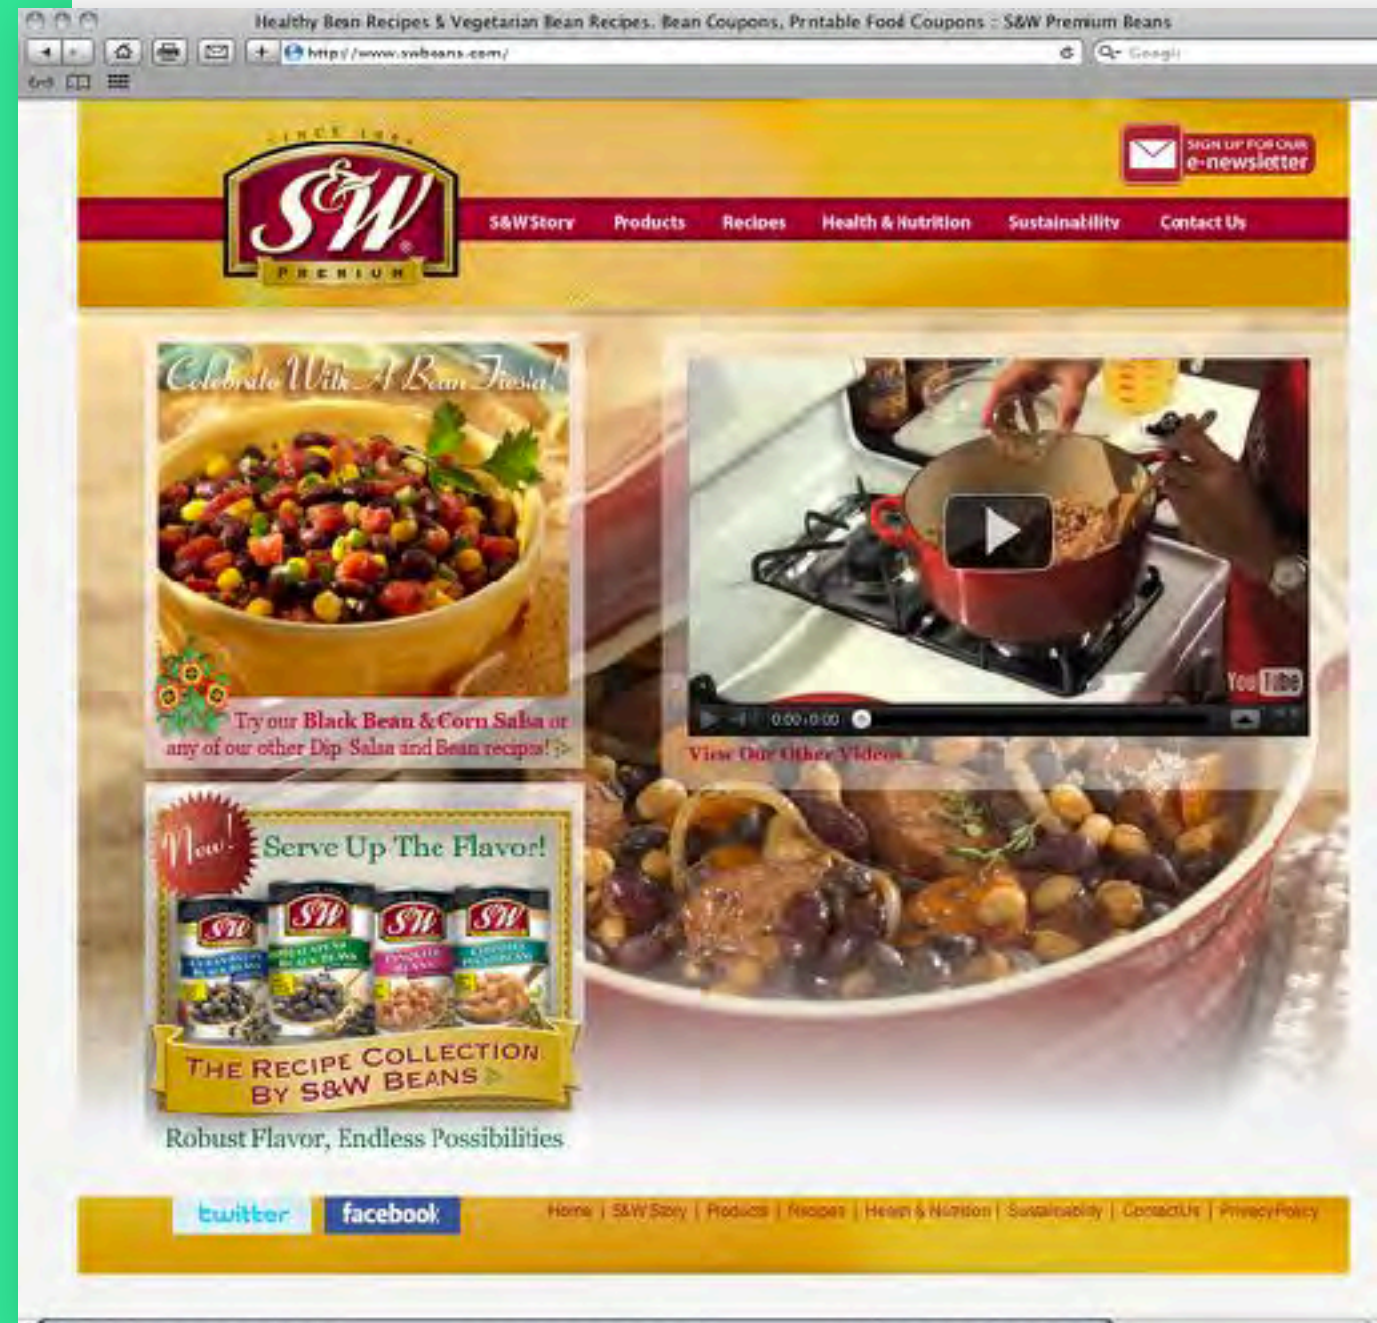 Healthy Bean Recipes & Vegetarian Bean Recipes. Bean Coupons, Printable Food Coupons :: S&W Premium Beans
http://www.swbeans.com/
Google
SINCE
S&W
PREMIUM
SIGN UP FOR OUR
e-newsletter
S&W Story Products Recipes Health & Nutrition Sustainability Contact Us
Celebrate With A Bean Fiesta!
Try our Black Bean & Corn Salsa or
any of our other Dip Salsa and Bean recipes!
YouTube
0:00 / 0:00
View Our Other Videos
New!
Serve Up The Flavor!
S&W S&W S&W S&W
BLACK BEANS
BEANS
THE RECIPE COLLECTION
BY S&W BEANS
Robust Flavor, Endless Possibilities
twitter facebook
Home | S&W Story | Products | Recipes | Health & Nutrition | Sustainability | Contact Us | Privacy Policy